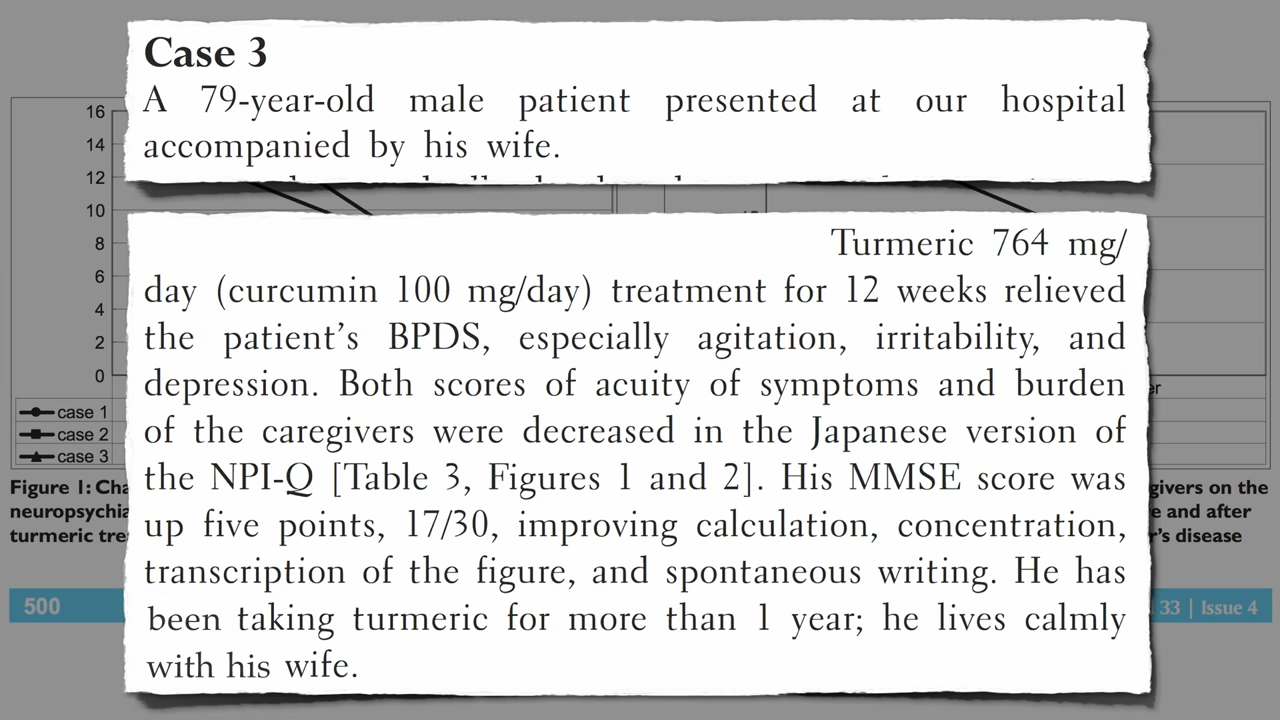 Case 3
A 79-year-old male patient presented at our hospital
accompanied by his wife.
Turmeric 764 mg/
day (curcumin 100 mg/day) treatment for 12 weeks relieved
the patient’s BPDS, especially agitation, irritability, and
depression. Both scores of acuity of symptoms and burden
of the caregivers were decreased in the Japanese version of
the NPI-Q [Table 3, Figures 1 and 2]. His MMSE score was
up five points, 17/30, improving calculation, concentration,
transcription of the figure, and spontaneous writing. He has
been taking turmeric for more than 1 year; he lives calmly
with his wife.
16
14
12
10
8
6
4
2
0
case 1
case 2
case 3
Figure 1:
turmeric
givers on the
and after
disease
500
33 | Issue 4